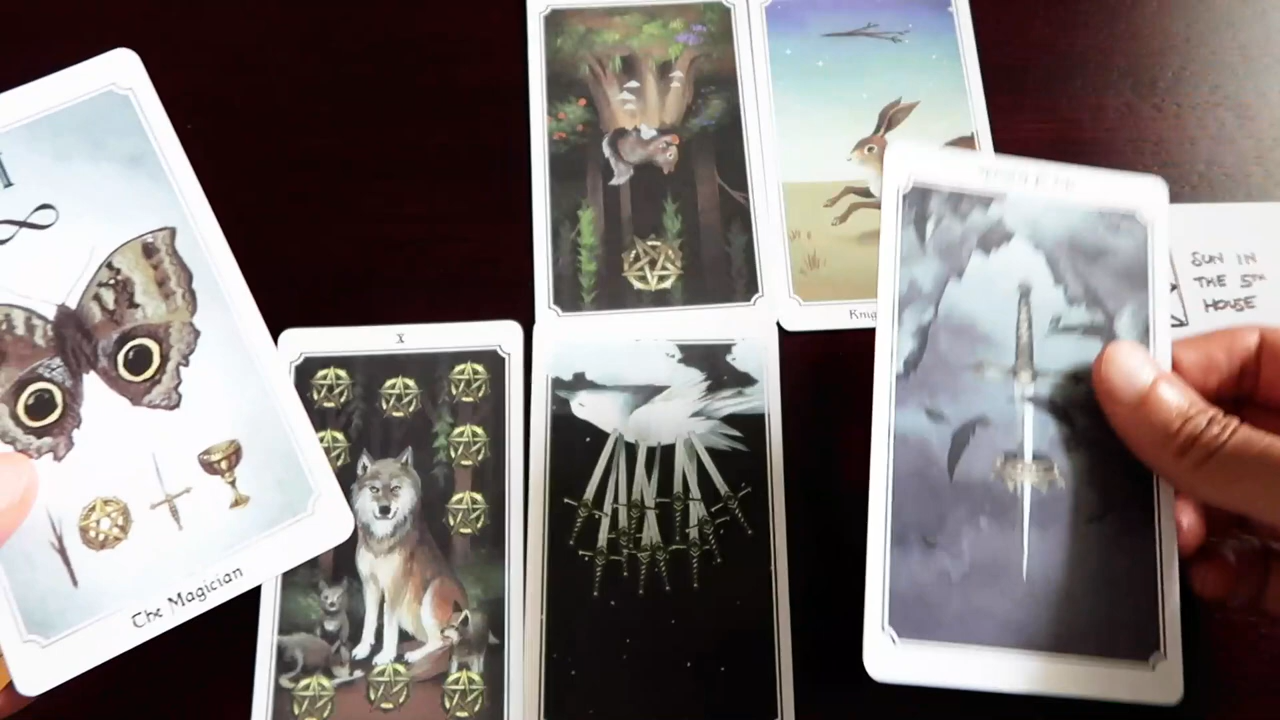 I
The Magician
X
Knig
SUN IN
THE 5TH
HOUSE